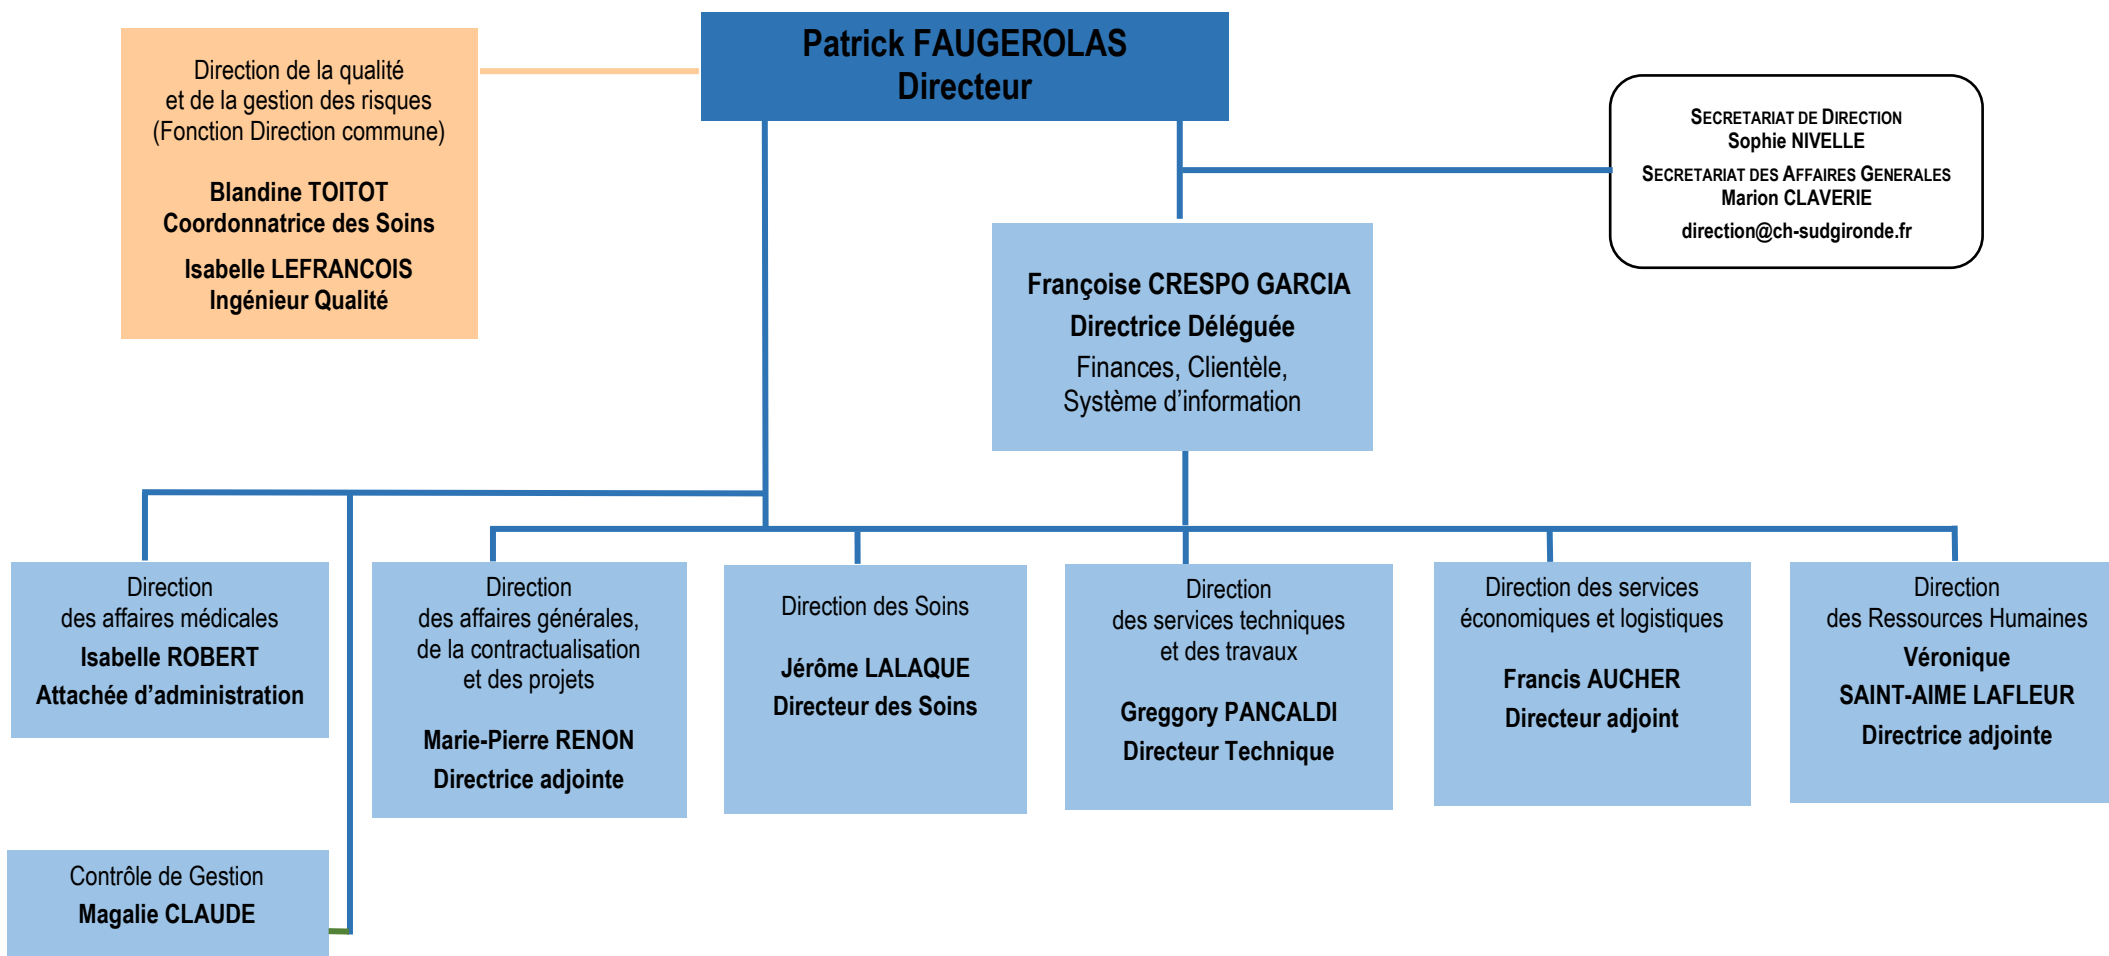 Patrick FAUGEROLAS
Directeur
Direction de la qualité
et de la gestion des risques
(Fonction Direction commune)
Blandine TOITOT
Coordonnatrice des Soins
Isabelle LEFRANCOIS
Ingénieur Qualité
SECRETARIAT DE DIRECTION
Sophie NIVELLE
SECRETARIAT DES AFFAIRES GENERALES
Marion CLAVERIE
direction@ch-sudgironde.fr
Françoise CRESPO GARCIA
Directrice Déléguée
Finances, Clientèle,
Système d’information
Direction
des affaires médicales
Isabelle ROBERT
Attachée d’administration
Direction
des affaires générales,
de la contractualisation
et des projets
Marie-Pierre RENON
Directrice adjointe
Direction des Soins
Jérôme LALAQUE
Directeur des Soins
Direction
des services techniques
et des travaux
Greggory PANCALDI
Directeur Technique
Direction des services
économiques et logistiques
Francis AUCHER
Directeur adjoint
Direction
des Ressources Humaines
Véronique
SAINT-AIME LAFLEUR
Directrice adjointe
Contrôle de Gestion
Magalie CLAUDE